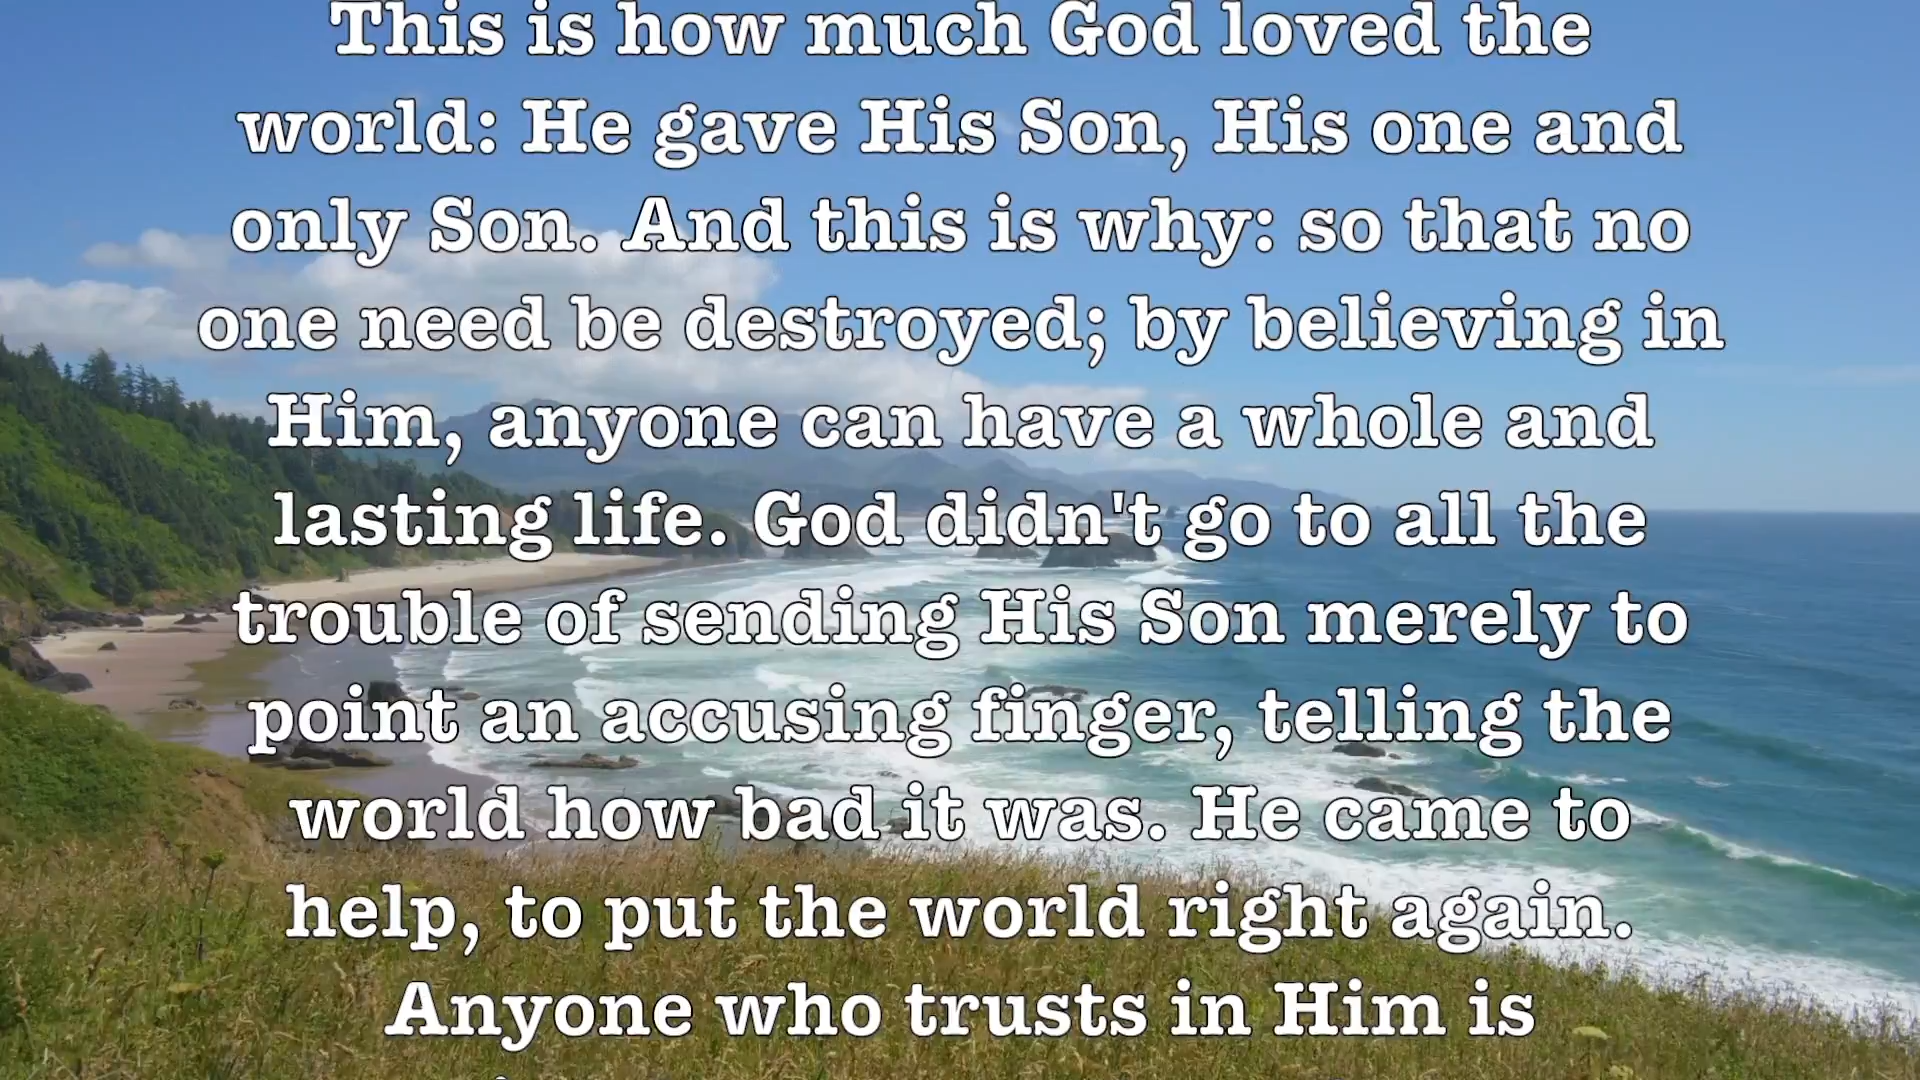 This is how much God loved the
world: He gave His Son, His one and
only Son. And this is why: so that no
one need be destroyed; by believing in
Him, anyone can have a whole and
lasting life. God didn't go to all the
trouble of sending His Son merely to
point an accusing finger, telling the
world how bad it was. He came to
help, to put the world right again.
Anyone who trusts in Him is